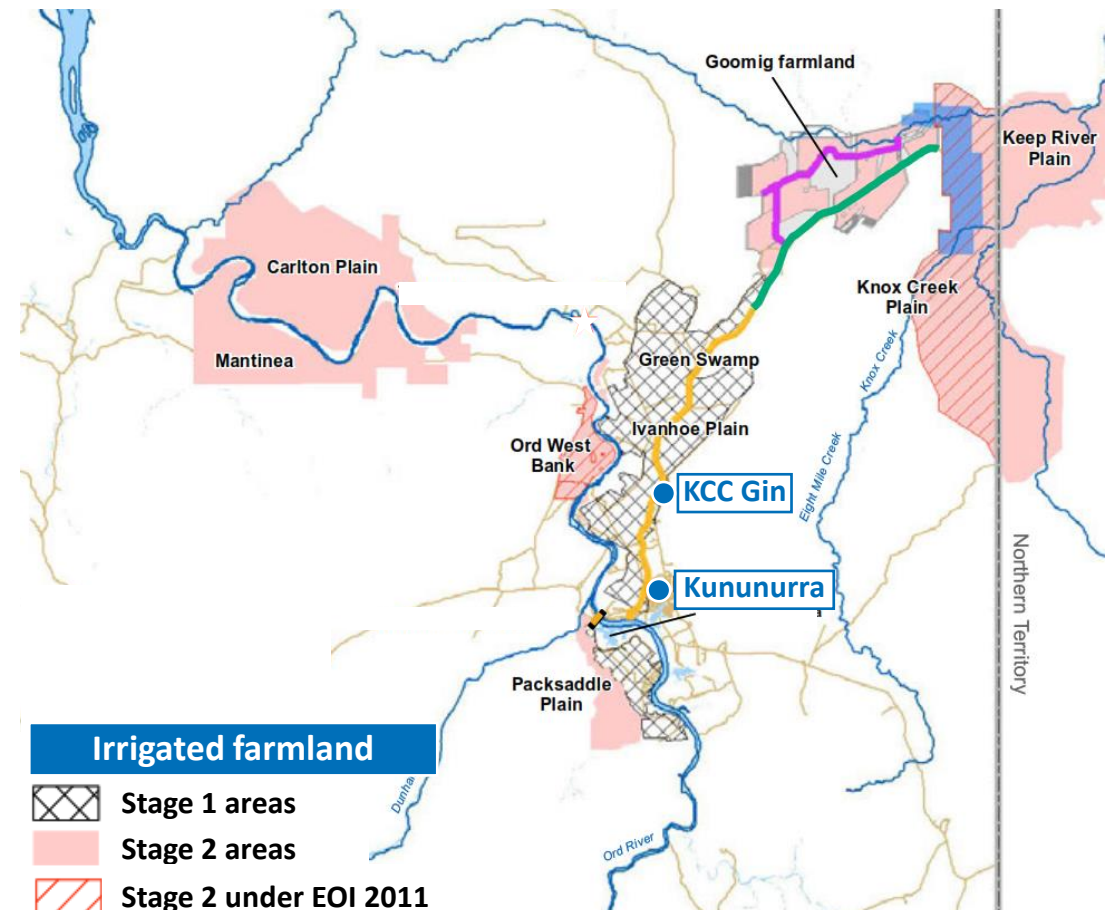 Goomig farmland
Keep River
Plain
Carlton Plain
Knox Creek
Plain
Mantinea
Green Swamp
Knox Creek
Ivanhoe Plain
Ord West
Bank
KCC Gin
Eight Mile Creek
Northern Territory
Kununurra
Packsaddle
Plain
Irrigated farmland
Stage 1 areas
Stage 2 areas
Ord River
Stage 2 under EOI 2011